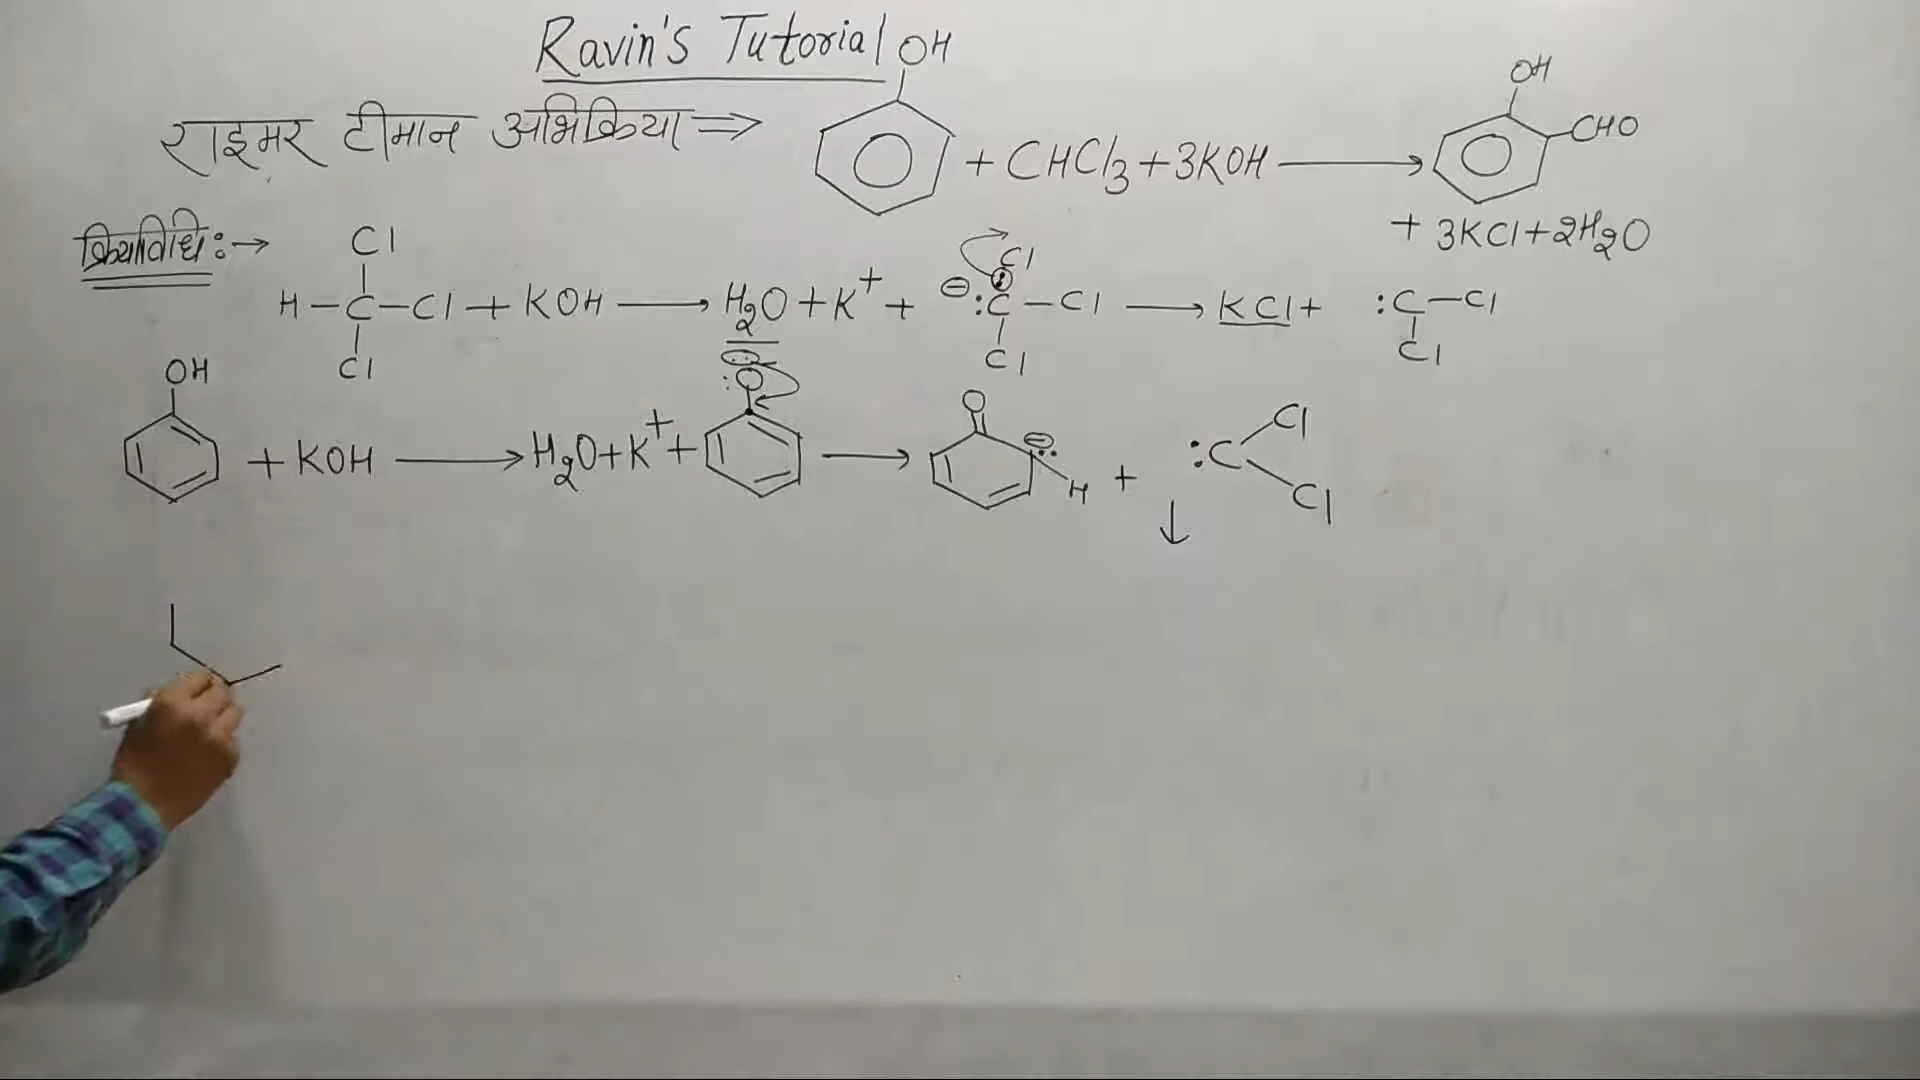 Ravin's Tutorial
राइमर टीमान अभिक्रिया ⇒ OH + CHCl3 + 3KOH ⟶ OH CHO
+ 3KCl + 2H2O
क्रियाविधि :→
Cl
H – C – Cl + KOH ⟶ H2O + K+ + ⊖ :C – Cl ⟶ KCl + :C – Cl
Cl Cl Cl Cl
OH + KOH ⟶ H2O + K+ + :O ⟶ O ⊖ H + :C Cl Cl
↓